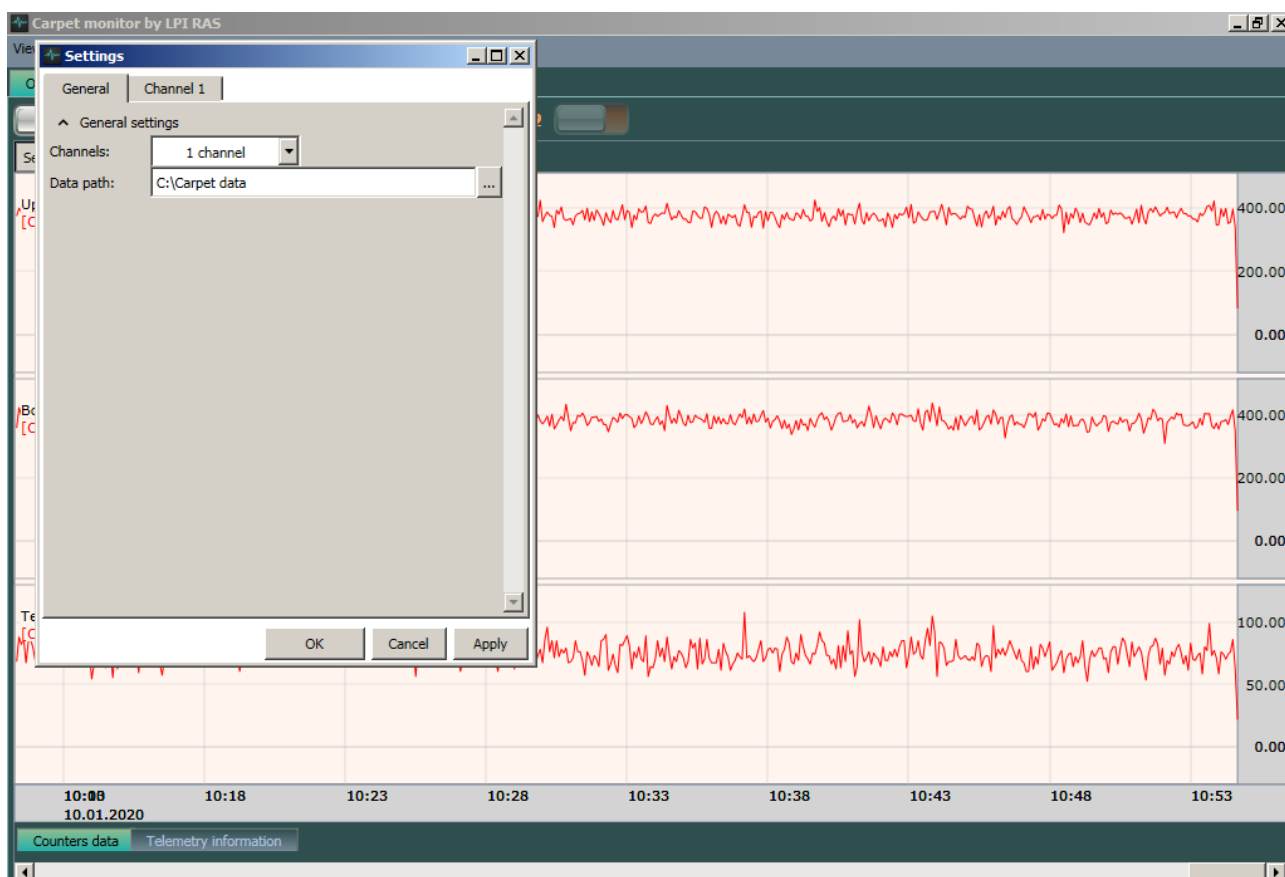 Carpet monitor by LPI RAS
Settings
General
Channel 1
General settings
Channels:
1 channel
Data path:
C:\Carpet data
...
OK
Cancel
Apply
400.00
200.00
0.00
400.00
200.00
0.00
100.00
50.00
0.00
10:18
10:23
10:28
10:33
10:38
10:43
10:48
10:53
10.01.2020
Counters data
Telemetry information